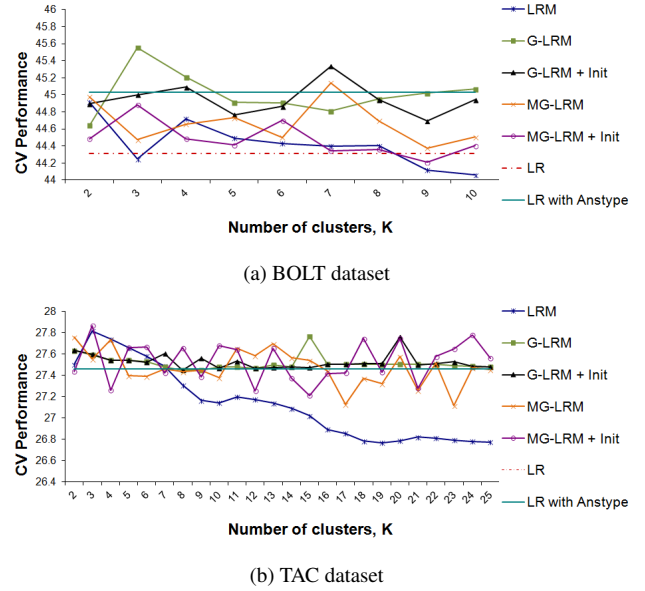 46
45.8
45.6
45.4
45.2
45
44.8
44.6
44.4
44.2
44
CV Performance
2 3 4 5 6 7 8 9 10
Number of clusters, K
LRM
G-LRM
G-LRM + Init
MG-LRM
MG-LRM + Init
LR
LR with Anstype
(a) BOLT dataset
28
27.8
27.6
27.4
27.2
27
26.8
26.6
26.4
CV Performance
2 3 4 5 6 7 8 9 10 11 12 13 14 15 16 17 18 19 20 21 22 23 24 25
Number of clusters, K
LRM
G-LRM
G-LRM + Init
MG-LRM
MG-LRM + Init
LR
LR with Anstype
(b) TAC dataset